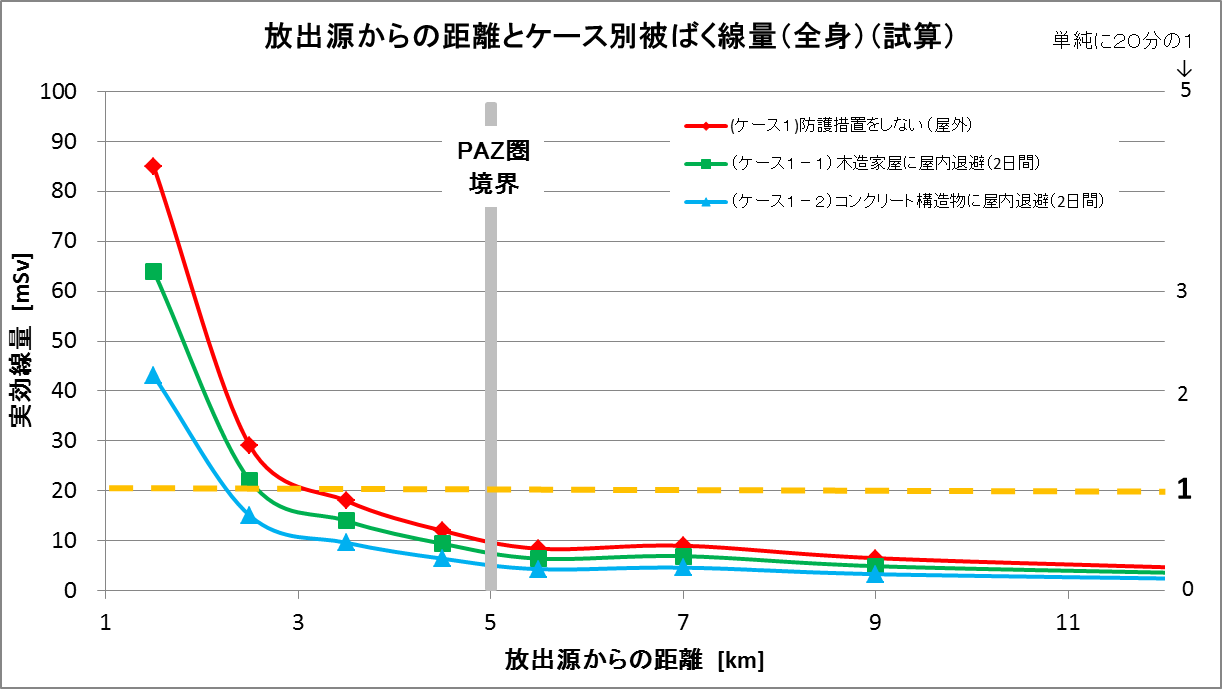 放出源からの距離とケース別被ばく線量（全身）（試算）
単純に２０分の１
↓
100
90
80
70
60
50
40
30
20
10
0
5
3
2
1
0
(ケース１)防護措置をしない（屋外）
（ケース１－１）木造家屋に屋内退避(2日間)
（ケース１－２）コンクリート構造物に屋内退避(2日間)
PAZ圏
境界
実効線量 [mSv]
1 3 5 7 9 11
放出源からの距離 [km]